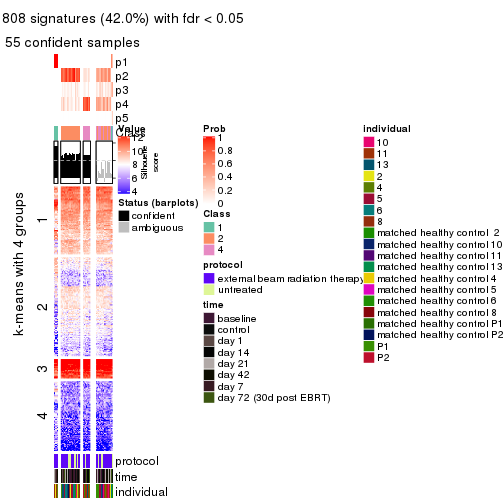 808 signatures (42.0%) with fdr < 0.05
55 confident samples
p1
p2
p3
p4
p5
Class
k-means with 4 groups
1
2
3
4
protocol
time
individual
Value
12
10
8
6
4
Silhouette
score
Status (barplots)
confident
ambiguous
Prob
1
0.8
0.6
0.4
0.2
0
Class
1
2
4
protocol
external beam radiation therapy
untreated
time
baseline
control
day 1
day 14
day 21
day 42
day 7
day 72 (30d post EBRT)
individual
10
11
13
2
4
5
6
8
matched healthy control 2
matched healthy control 10
matched healthy control 11
matched healthy control 13
matched healthy control 4
matched healthy control 5
matched healthy control 6
matched healthy control 8
matched healthy control P1
matched healthy control P2
P1
P2